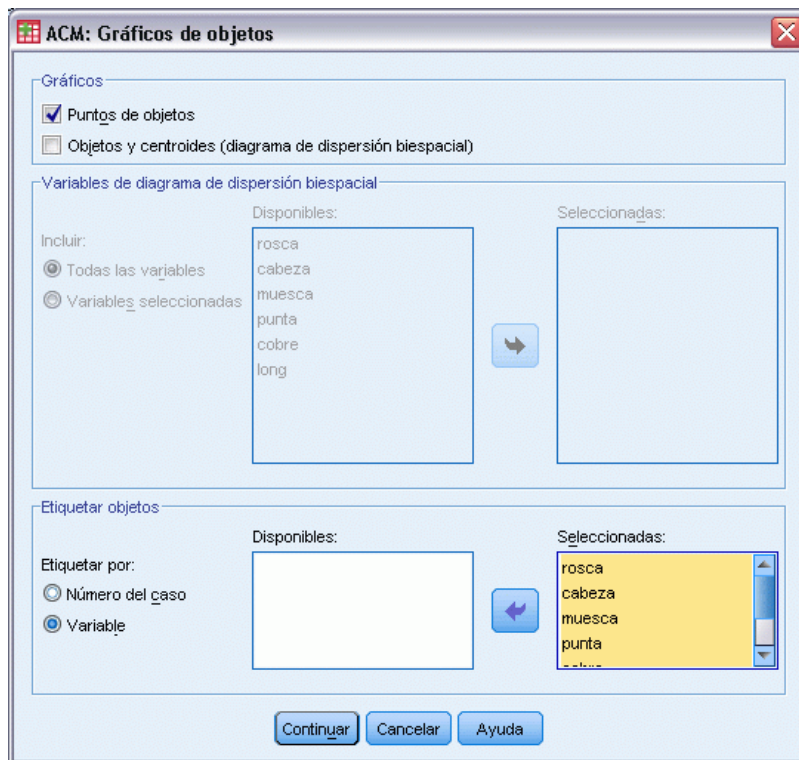 ACM: Gráficos de objetos
Gráficos
Puntos de objetos
Objetos y centroides (diagrama de dispersión biespacial)
Variables de diagrama de dispersión biespacial
Disponibles:
Seleccionadas:
Incluir:
Todas las variables
Variables seleccionadas
rosca
cabeza
muesca
punta
cobre
long
Etiquetar objetos
Disponibles:
Seleccionadas:
Etiquetar por:
Número del caso
Variable
rosca
cabeza
muesca
punta
Continuar
Cancelar
Ayuda